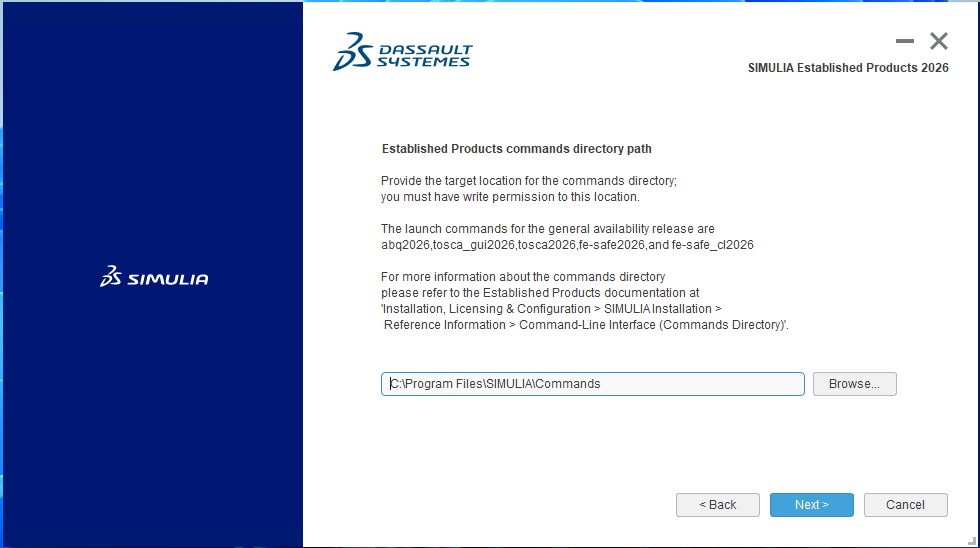 DASSAULT
SYSTEMES
SIMULIA Established Products 2026
Established Products commands directory path
Provide the target location for the commands directory;
you must have write permission to this location.
The launch commands for the general availability release are
abq2026,tosca_gui2026,tosca2026,fe-safe2026,and fe-safe_cl2026
SIMULIA
For more information about the commands directory
please refer to the Established Products documentation at
'Installation, Licensing & Configuration > SIMULIA Installation >
Reference Information > Command-Line Interface (Commands Directory)'.
C:\Program Files\SIMULIA\Commands
Browse...
< Back
Next >
Cancel